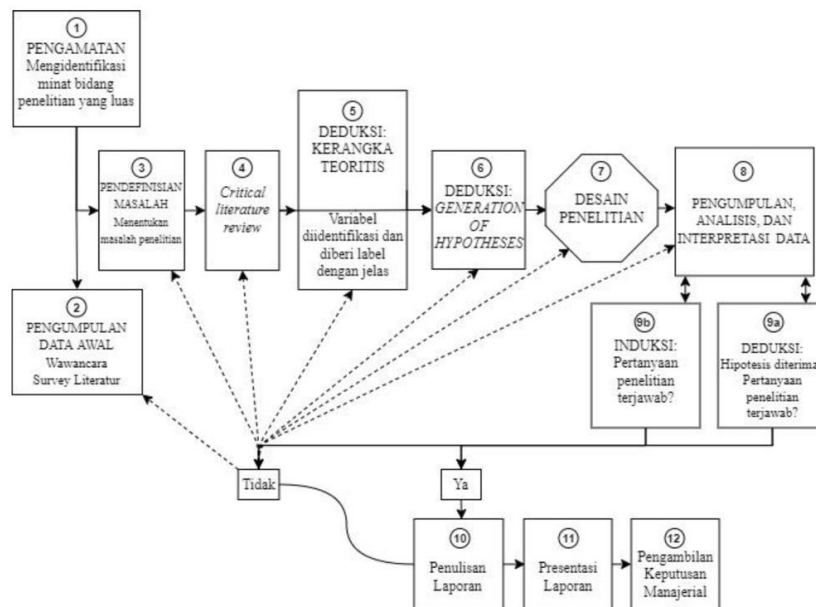 1
PENGAMATAN
Mengidentifikasi
minat bidang
penelitian yang luas
2
PENGUMPULAN
DATA AWAL
Wawancara
Survey Literatur
3
PENDEFINISIAN
MASALAH
Menentukan
masalah penelitian
4
Critical
literature
review
5
DEDUKSI:
KERANGKA
TEORITIS
Variabel
diidentifikasi dan
diberi label
dengan jelas
6
DEDUKSI:
GENERATION
OF
HYPOTHESES
7
DESAIN
PENELITIAN
8
PENGUMPULAN,
ANALISIS, DAN
INTERPRETASI DATA
9b
INDUKSI:
Pertanyaan
penelitian
terjawab?
9a
DEDUKSI:
Hipotesis diterima
Pertanyaan
penelitian
terjawab?
Tidak
Ya
10
Penulisan
Laporan
11
Presentasi
Laporan
12
Pengambilan
Keputusan
Manajerial